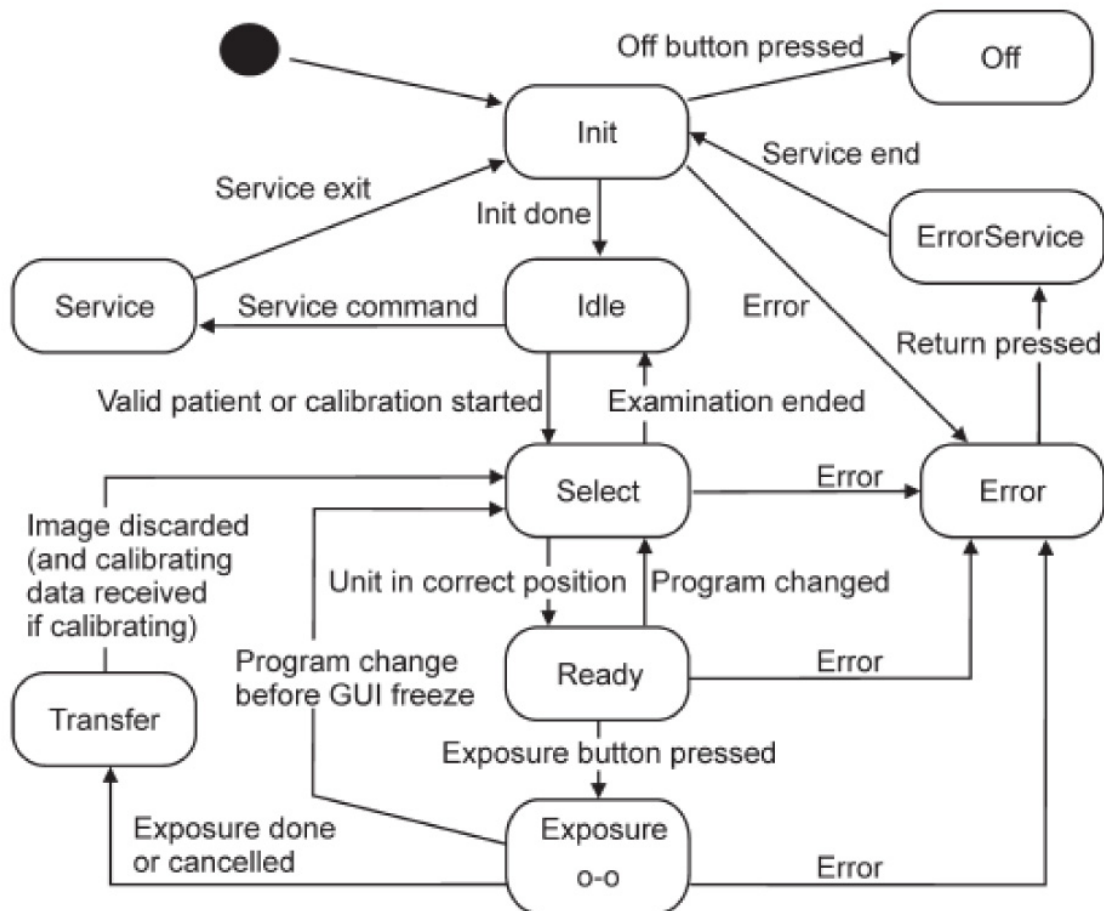 Off button pressed
Off
Init
Service end
Service exit
Init done
ErrorService
Service
Service command
Idle
Error
Return pressed
Valid patient or calibration started
Examination ended
Select
Error
Error
Image discarded
(and calibrating
data received
if calibrating)
Unit in correct position
Program changed
Program change
before GUI freeze
Ready
Error
Transfer
Exposure button pressed
Exposure done
or cancelled
Exposure
o-o
Error